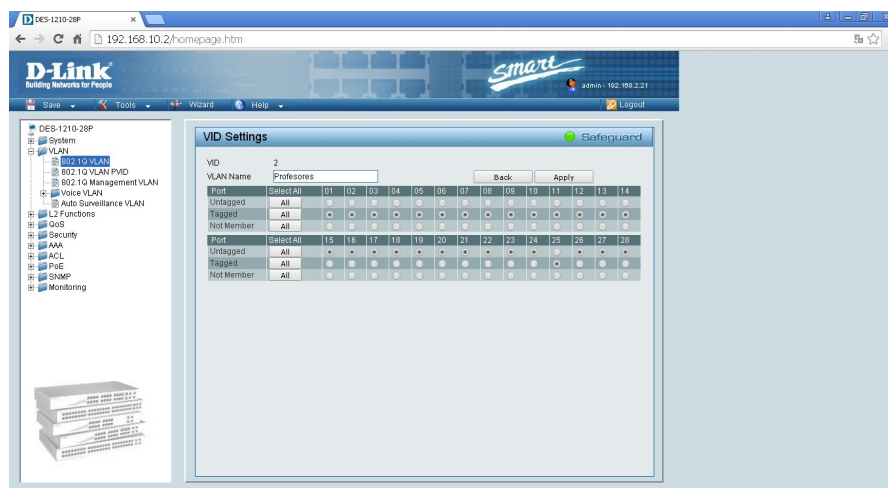 DES-1210-28P
192.168.10.2/homepage.htm
D-Link
Building Networks for People
Smart
admin - 192.168.2.21
Save Tools Wizard Help Logout
DES-1210-28P
System
VLAN
802.1Q VLAN
802.1Q VLAN PVID
802.1Q Management VLAN
Voice VLAN
Auto Surveillance VLAN
L2 Functions
QoS
Security
AAA
ACL
PoE
SNMP
Monitoring
VID Settings Safeguard
VID 2
VLAN Name Profesores Back Apply
Port Select All 01 02 03 04 05 06 07 08 09 10 11 12 13 14
Untagged All
Tagged All
Not Member All
Port Select All 15 16 17 18 19 20 21 22 23 24 25 26 27 28
Untagged All
Tagged All
Not Member All